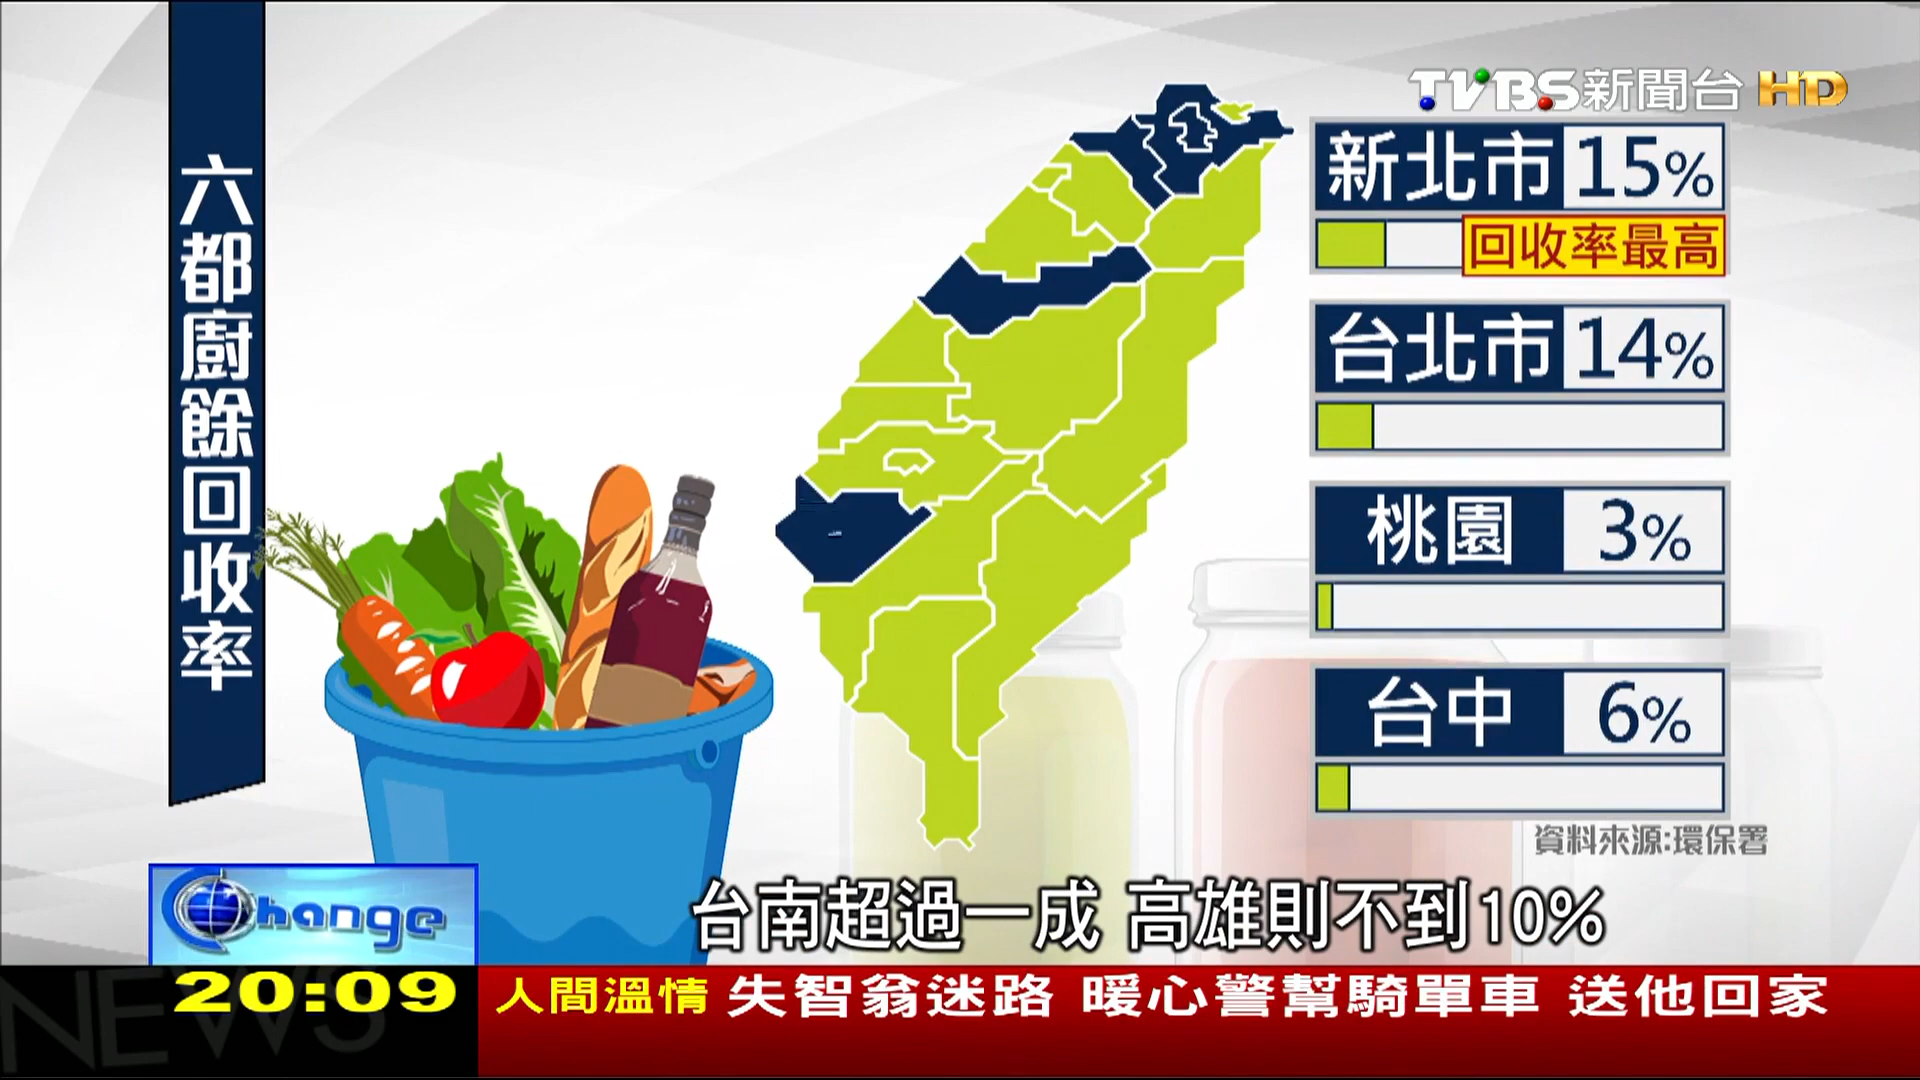 TVBS新聞台 HD
六都廚餘回收率
新北市 15%
回收率最高
台北市 14%
桃園 3%
台中 6%
資料來源:環保署
台南超過一成 高雄則不到10%
Change
NEWS
20:09
人間溫情 失智翁迷路 暖心警幫騎單車 送他回家